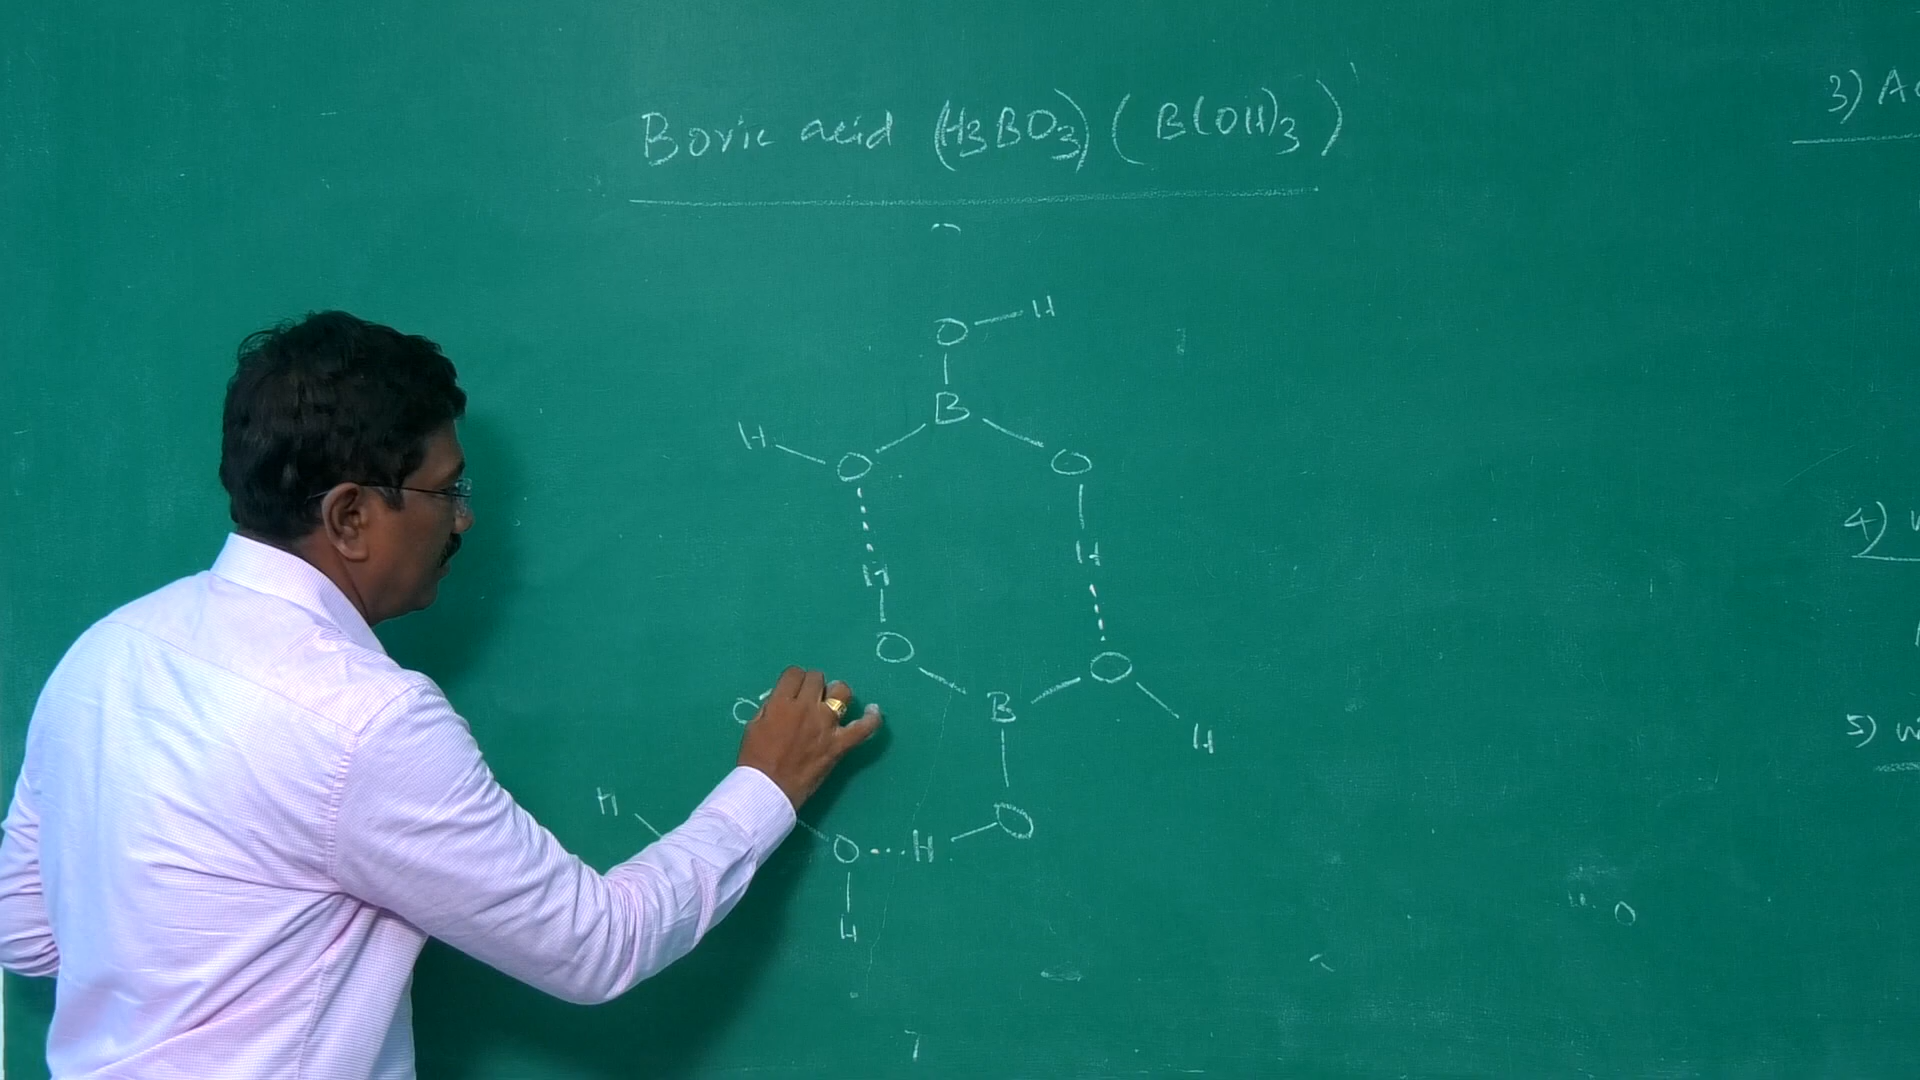 Boric acid (H3BO3) (B(OH)3)
3) A
O-H
B
H
O
O
4)
H
H
O
O
B
O
5) w
H
H
O
O
H
H
O